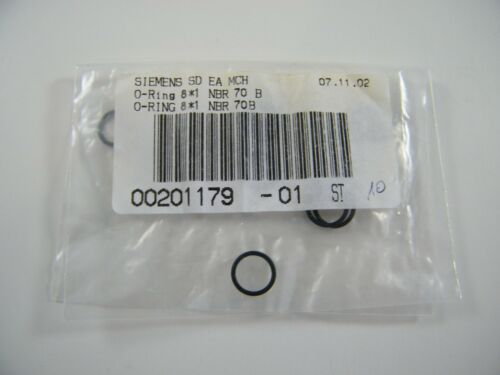 SIEMENS SD EA MCH 07.11.02
O-Ring 8*1 NBR 70 B
O-RING 8*1 NBR 70B
00201179 -01 ST 10